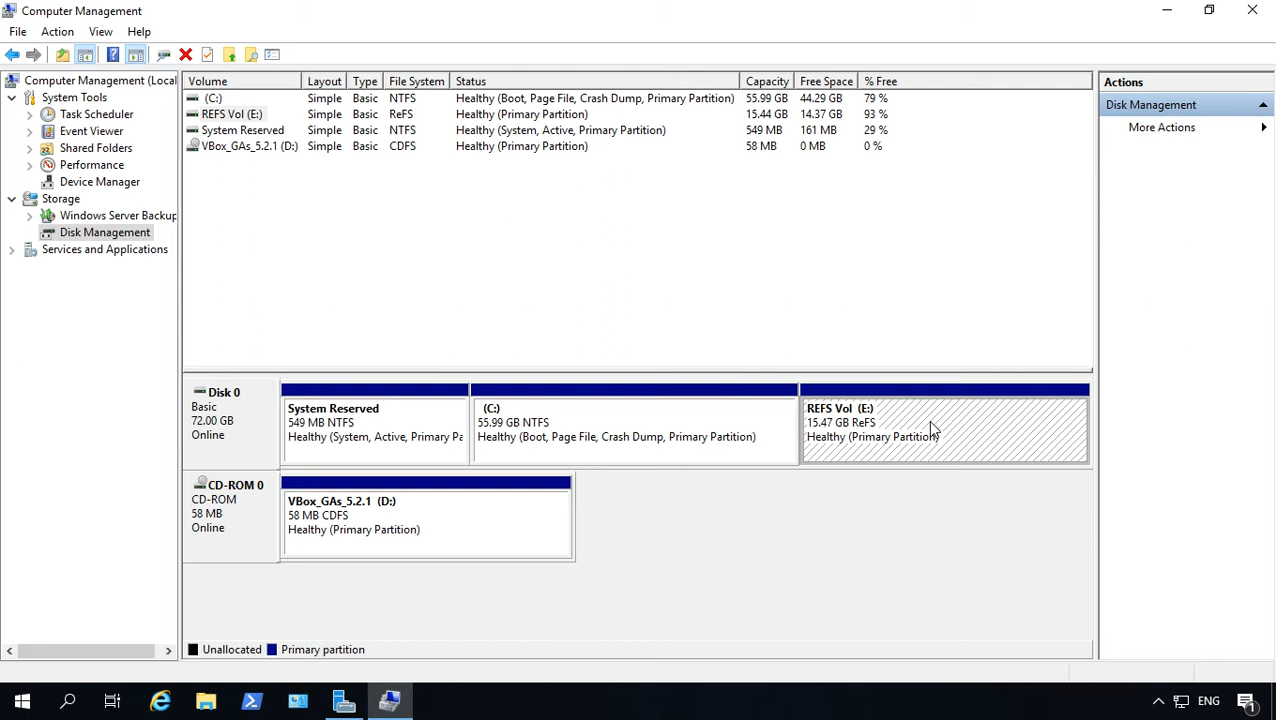 Computer Management
File Action View Help
Computer Management (Local
System Tools
Task Scheduler
Event Viewer
Shared Folders
Performance
Device Manager
Storage
Windows Server Backup
Disk Management
Services and Applications
Volume Layout Type File System Status Capacity Free Space % Free
(C:) Simple Basic NTFS Healthy (Boot, Page File, Crash Dump, Primary Partition) 55.99 GB 44.29 GB 79 %
REFS Vol (E:) Simple Basic ReFS Healthy (Primary Partition) 15.44 GB 14.37 GB 93 %
System Reserved Simple Basic NTFS Healthy (System, Active, Primary Partition) 549 MB 161 MB 29 %
VBox_GAs_5.2.1 (D:) Simple Basic CDFS Healthy (Primary Partition) 58 MB 0 MB 0 %
Disk 0
Basic
72.00 GB
Online
System Reserved
549 MB NTFS
Healthy (System, Active, Primary Pa
(C:)
55.99 GB NTFS
Healthy (Boot, Page File, Crash Dump, Primary Partition)
REFS Vol (E:)
15.47 GB ReFS
Healthy (Primary Partition)
CD-ROM 0
CD-ROM
58 MB
Online
VBox_GAs_5.2.1 (D:)
58 MB CDFS
Healthy (Primary Partition)
Unallocated Primary partition
Actions
Disk Management
More Actions
ENG
1